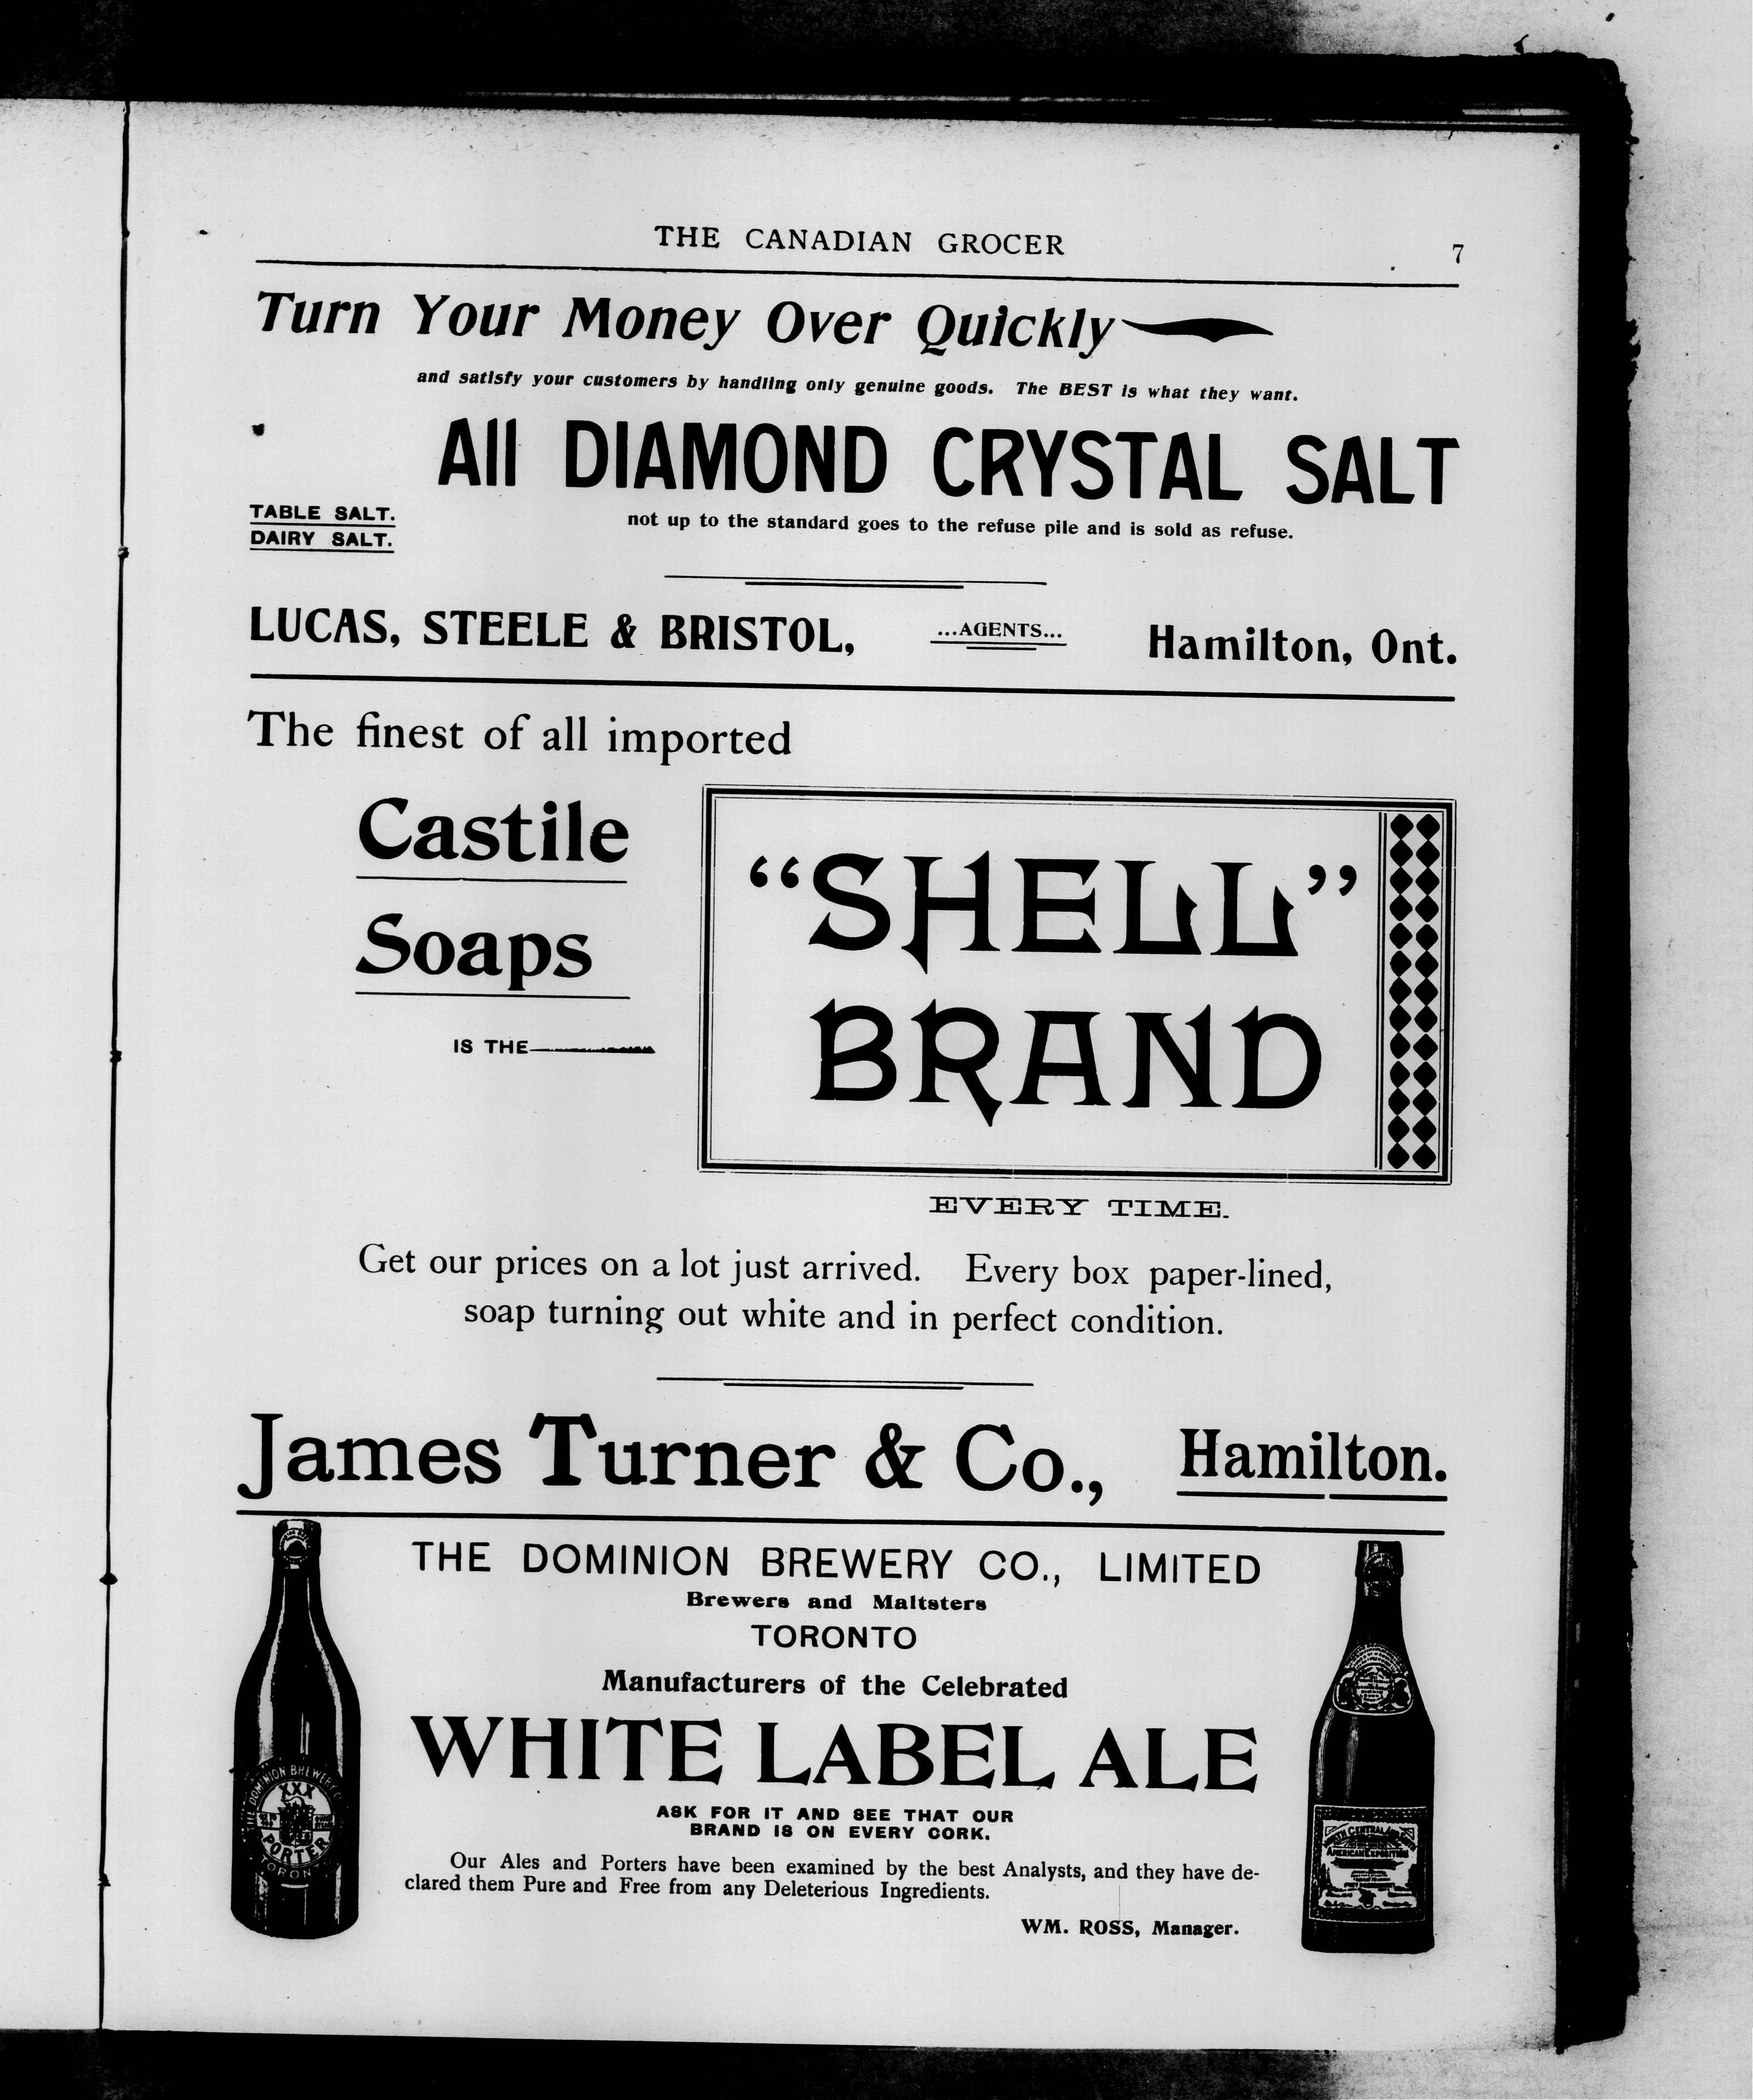 THE CANADIAN GROCER 7
Turn Your Money Over Quickly
and satisfy your customers by handling only genuine goods. The BEST is what they want.
All DIAMOND CRYSTAL SALT
TABLE SALT.
DAIRY SALT.
not up to the standard goes to the refuse pile and is sold as refuse.
LUCAS, STEELE & BRISTOL, ...AGENTS... Hamilton, Ont.
The finest of all imported
Castile
Soaps
IS THE
“SHELL”
BRAND
EVERY TIME.
Get our prices on a lot just arrived. Every box paper-lined,
soap turning out white and in perfect condition.
James Turner & Co., Hamilton.
THE DOMINION BREWERY CO., LIMITED
Brewers and Maltsters
TORONTO
Manufacturers of the Celebrated
WHITE LABEL ALE
ASK FOR IT AND SEE THAT OUR
BRAND IS ON EVERY CORK.
Our Ales and Porters have been examined by the best Analysts, and they have de-
clared them Pure and Free from any Deleterious Ingredients.
WM. ROSS, Manager.
DOMINION BREWERY
XXX
PORTER
TORONTO
AMERICAN EXPOSITION